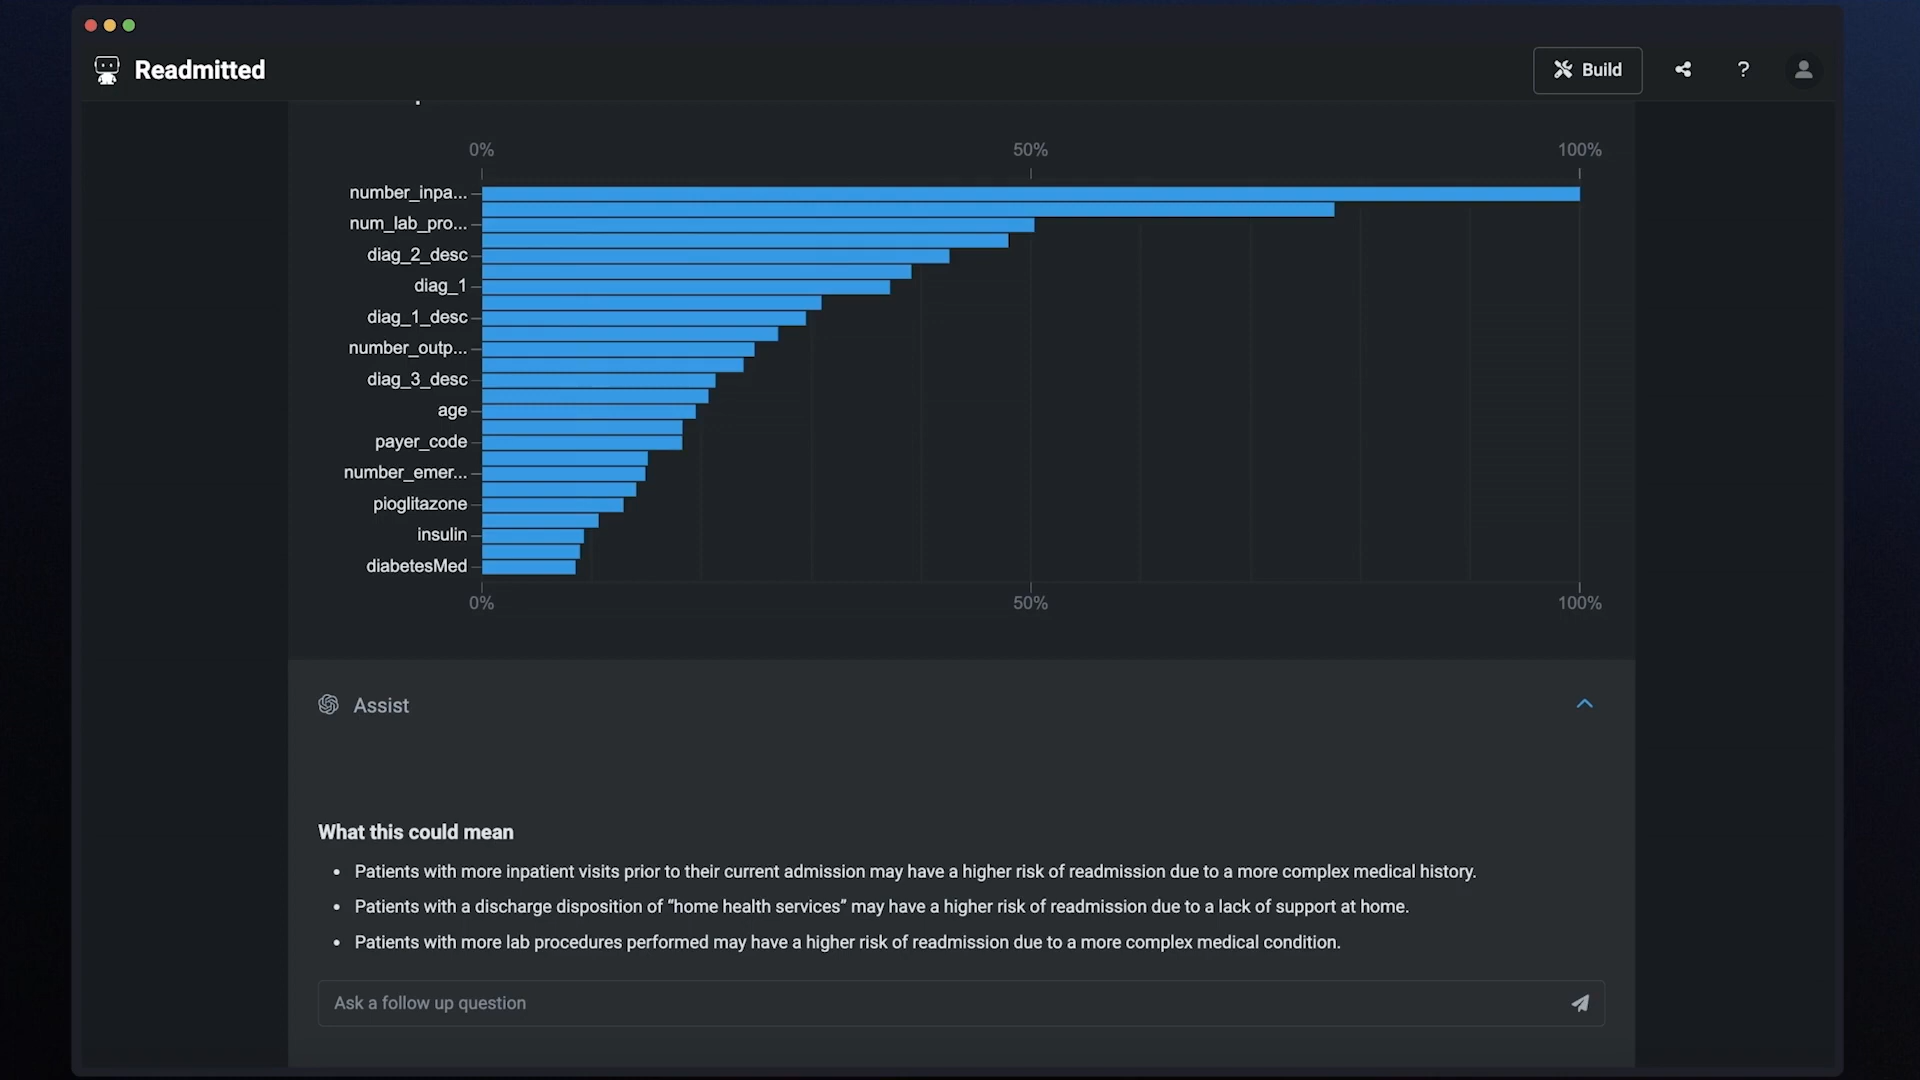 Readmitted
Build
?
0% 50% 100%
number_inpa...
num_lab_pro...
diag_2_desc
diag_1
diag_1_desc
number_outp...
diag_3_desc
age
payer_code
number_emer...
pioglitazone
insulin
diabetesMed
0% 50% 100%
Assist
What this could mean
• Patients with more inpatient visits prior to their current admission may have a higher risk of readmission due to a more complex medical history.
• Patients with a discharge disposition of “home health services” may have a higher risk of readmission due to a lack of support at home.
• Patients with more lab procedures performed may have a higher risk of readmission due to a more complex medical condition.
Ask a follow up question